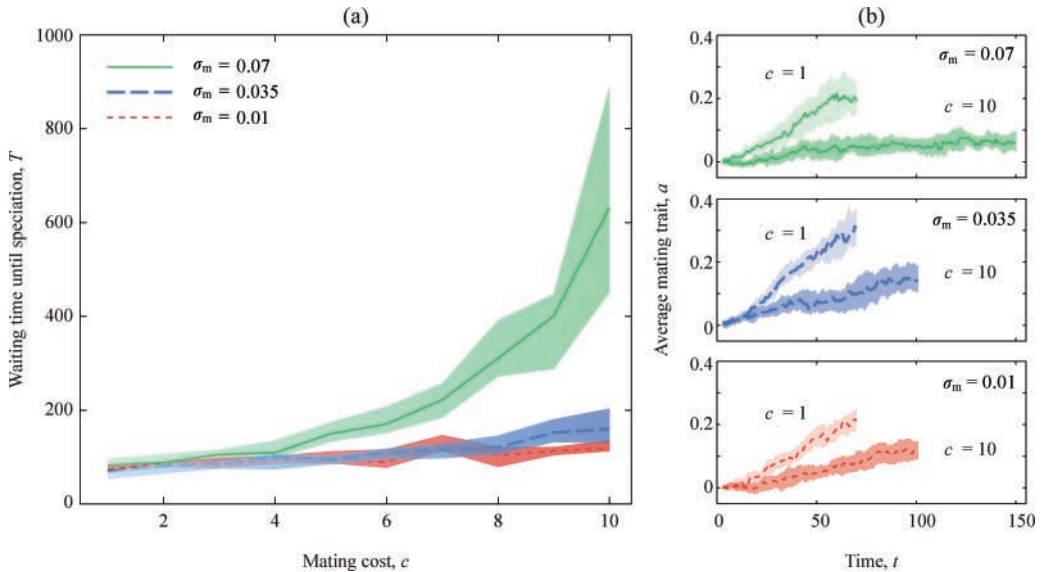 (a)
1000
800
600
400
200
0
Waiting time until speciation, T
σm = 0.07
σm = 0.035
σm = 0.01
2
4
6
8
10
Mating cost, c
(b)
Average mating trait, a
0.4
0.2
0
c = 1
σm = 0.07
c = 10
0.4
0.2
0
c = 1
σm = 0.035
c = 10
0.4
0.2
0
c = 1
σm = 0.01
c = 10
0
50
100
150
Time, t